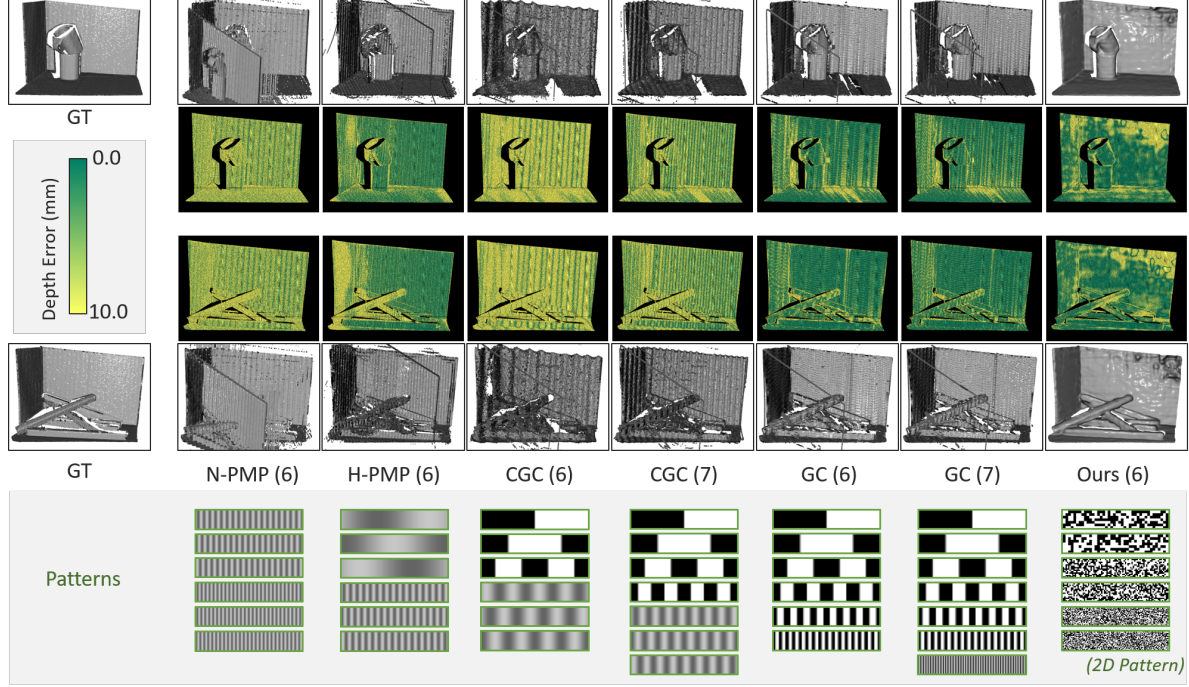 GT
0.0
Depth Error (mm)
10.0
GT
N-PMP (6)
H-PMP (6)
CGC (6)
CGC (7)
GC (6)
GC (7)
Ours (6)
Patterns
(2D Pattern)